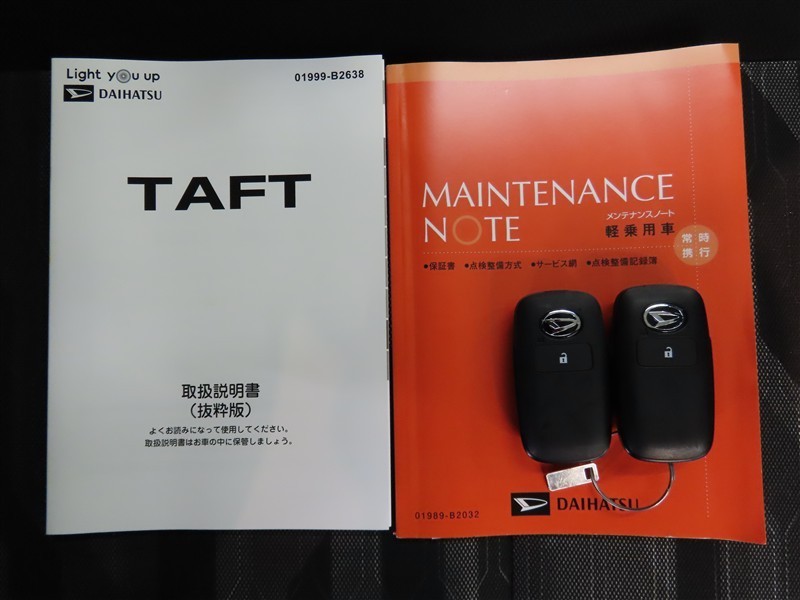 Light you up
DAIHATSU
01999-B2638
TAFT
取扱説明書
（抜粋版）
よくお読みになって使用してください。
取扱説明書はお車の中に保管しましょう。
MAINTENANCE
NOTE
メンテナンスノート
軽乗用車
常時
携行
●保証書 ●点検整備方式 ●サービス網 ●点検整備記録簿
01989-B2032
DAIHATSU